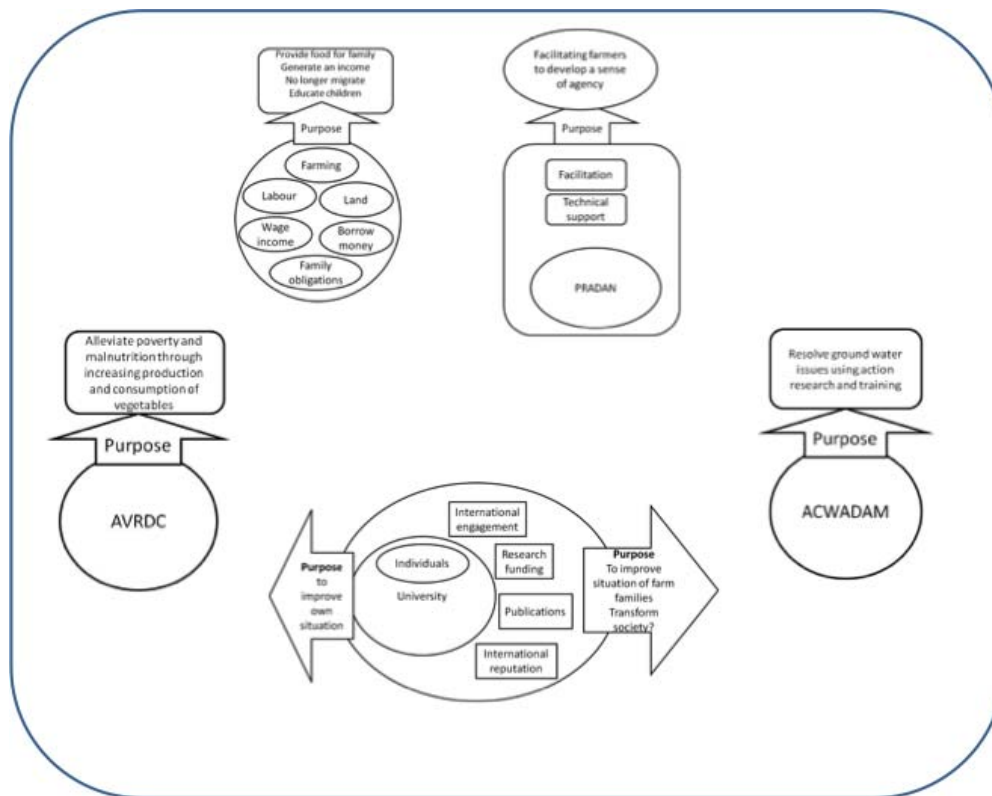 Provide food for family
Generate an income
No longer migrate
Educate children
Purpose
Farming
Labour
Land
Wage
income
Borrow
money
Family
obligations
Facilitating farmers
to develop a sense
of agency
Purpose
Facilitation
Technical
support
PRADAN
Alleviate poverty and
malnutrition through
increasing production
and consumption of
vegetables
Purpose
AVRDC
Resolve ground water
issues using action
research and training
Purpose
ACWADAM
Purpose
to
improve
own
situation
Individuals
University
International
engagement
Research
funding
Publications
International
reputation
Purpose
To improve
situation of farm
families
Transform
society?